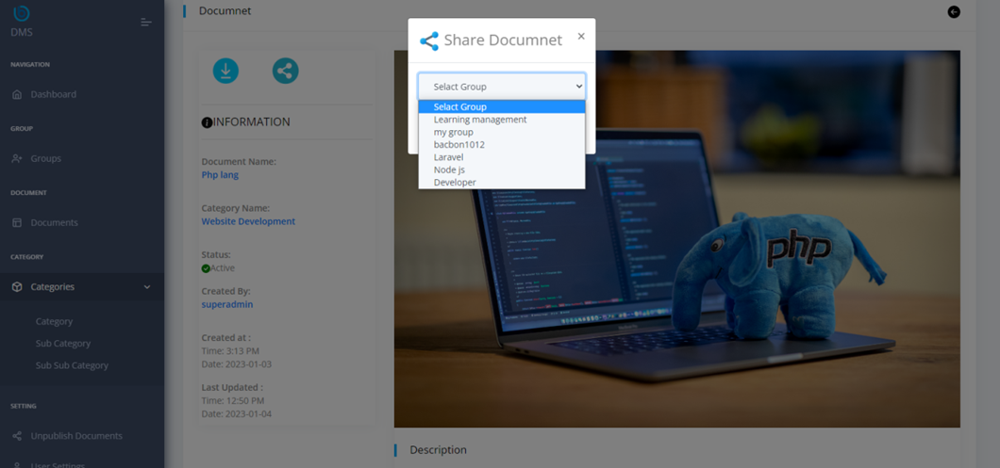 DMS
NAVIGATION
Dashboard
GROUP
Groups
DOCUMENT
Documents
CATEGORY
Categories
Category
Sub Category
Sub Sub Category
SETTING
Unpublish Documents
User Settings
Documnet
INFORMATION
Document Name:
Php lang
Category Name:
Website Development
Status:
Active
Created By:
superadmin
Created at :
Time: 3:13 PM
Date: 2023-01-03
Last Updated :
Time: 12:50 PM
Date: 2023-01-04
Share Documnet
×
Selact Group
Selact Group
Learning management
my group
bacbon1012
Laravel
Node js
Developer
php
Description